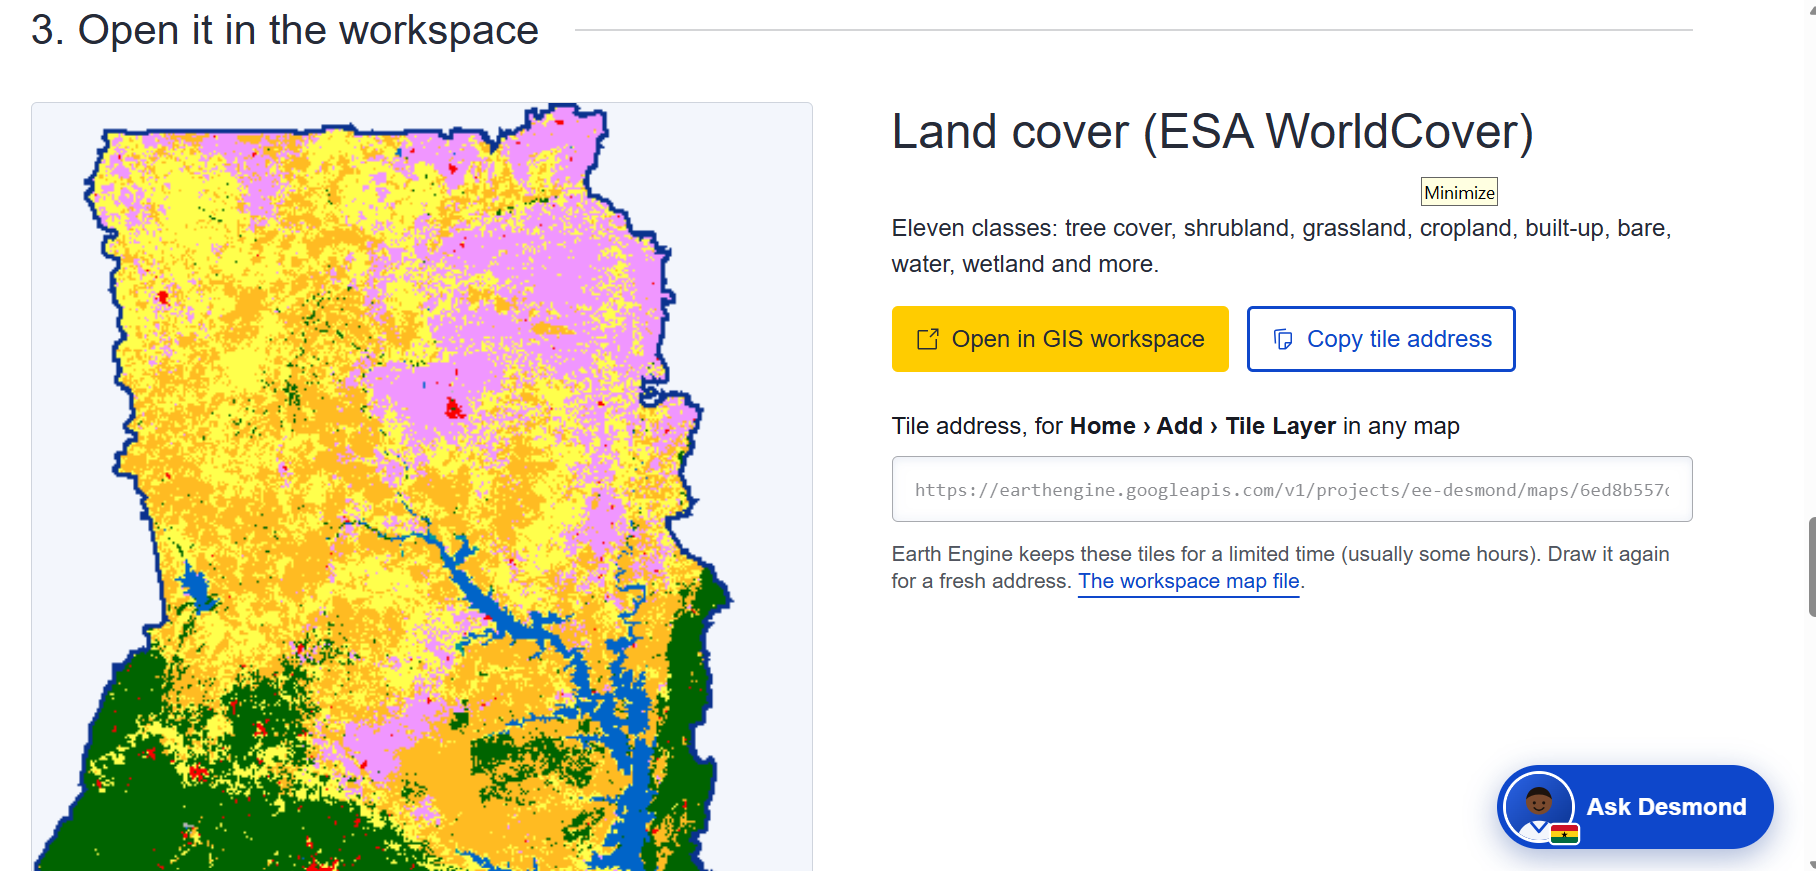 3. Open it in the workspace
Land cover (ESA WorldCover)
Minimize
Eleven classes: tree cover, shrubland, grassland, cropland, built-up, bare,
water, wetland and more.
Open in GIS workspace
Copy tile address
Tile address, for Home › Add › Tile Layer in any map
https://earthengine.googleapis.com/v1/projects/ee-desmond/maps/6ed8b557
Earth Engine keeps these tiles for a limited time (usually some hours). Draw it again
for a fresh address. The workspace map file.
Ask Desmond